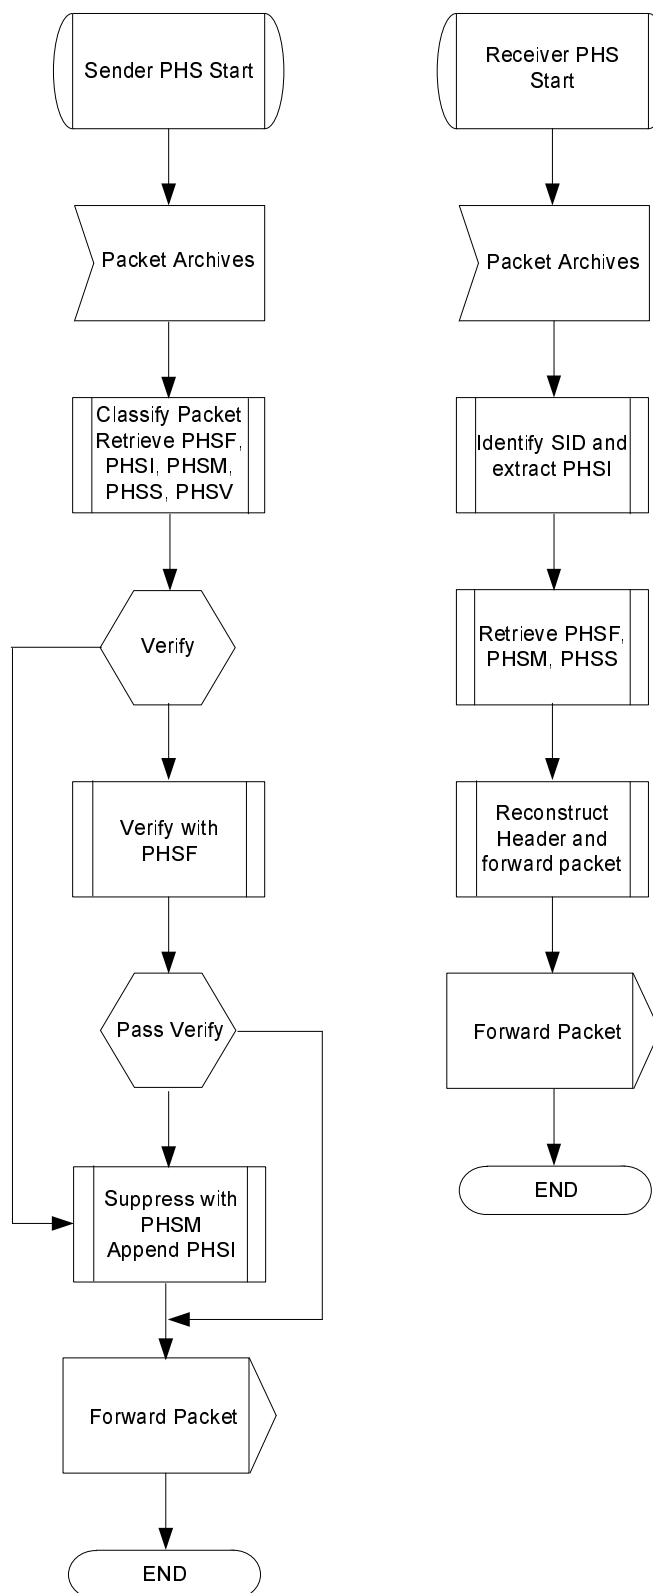 Sender PHS Start
Packet Archives
Classify Packet
Retrieve PHSF,
PHSI, PHSM,
PHSS, PHSV
Verify
Verify with
PHSF
Pass Verify
Suppress with
PHSM
Append PHSI
Forward Packet
END
Receiver PHS
Start
Packet Archives
Identify SID and
extract PHSI
Retrieve PHSF,
PHSM, PHSS
Reconstruct
Header and
forward packet
Forward Packet
END